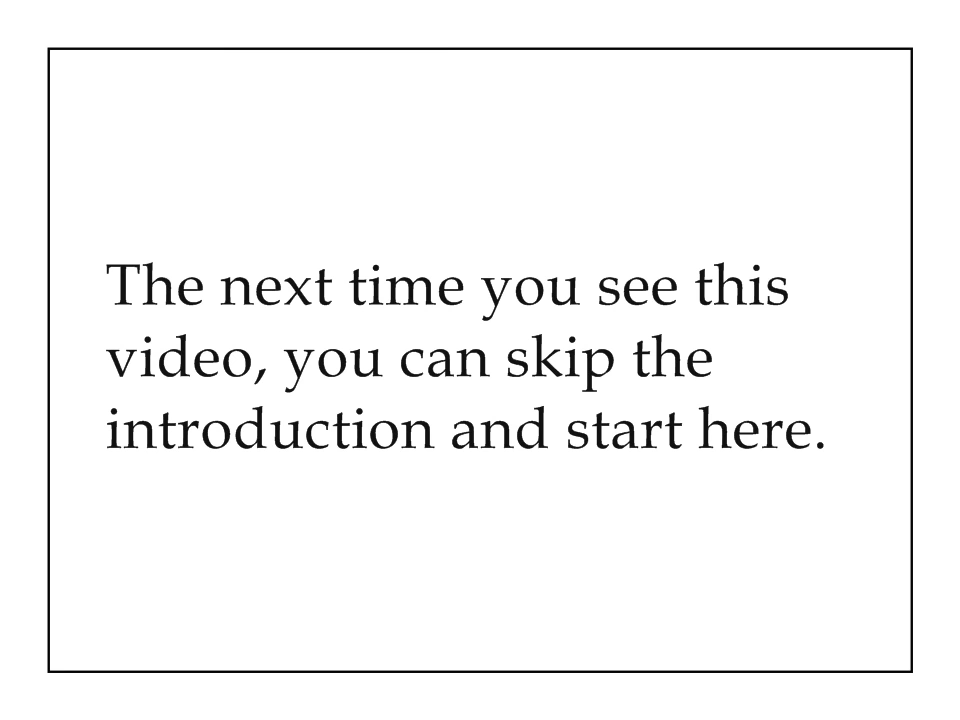 The next time you see this
video, you can skip the
introduction and start here.